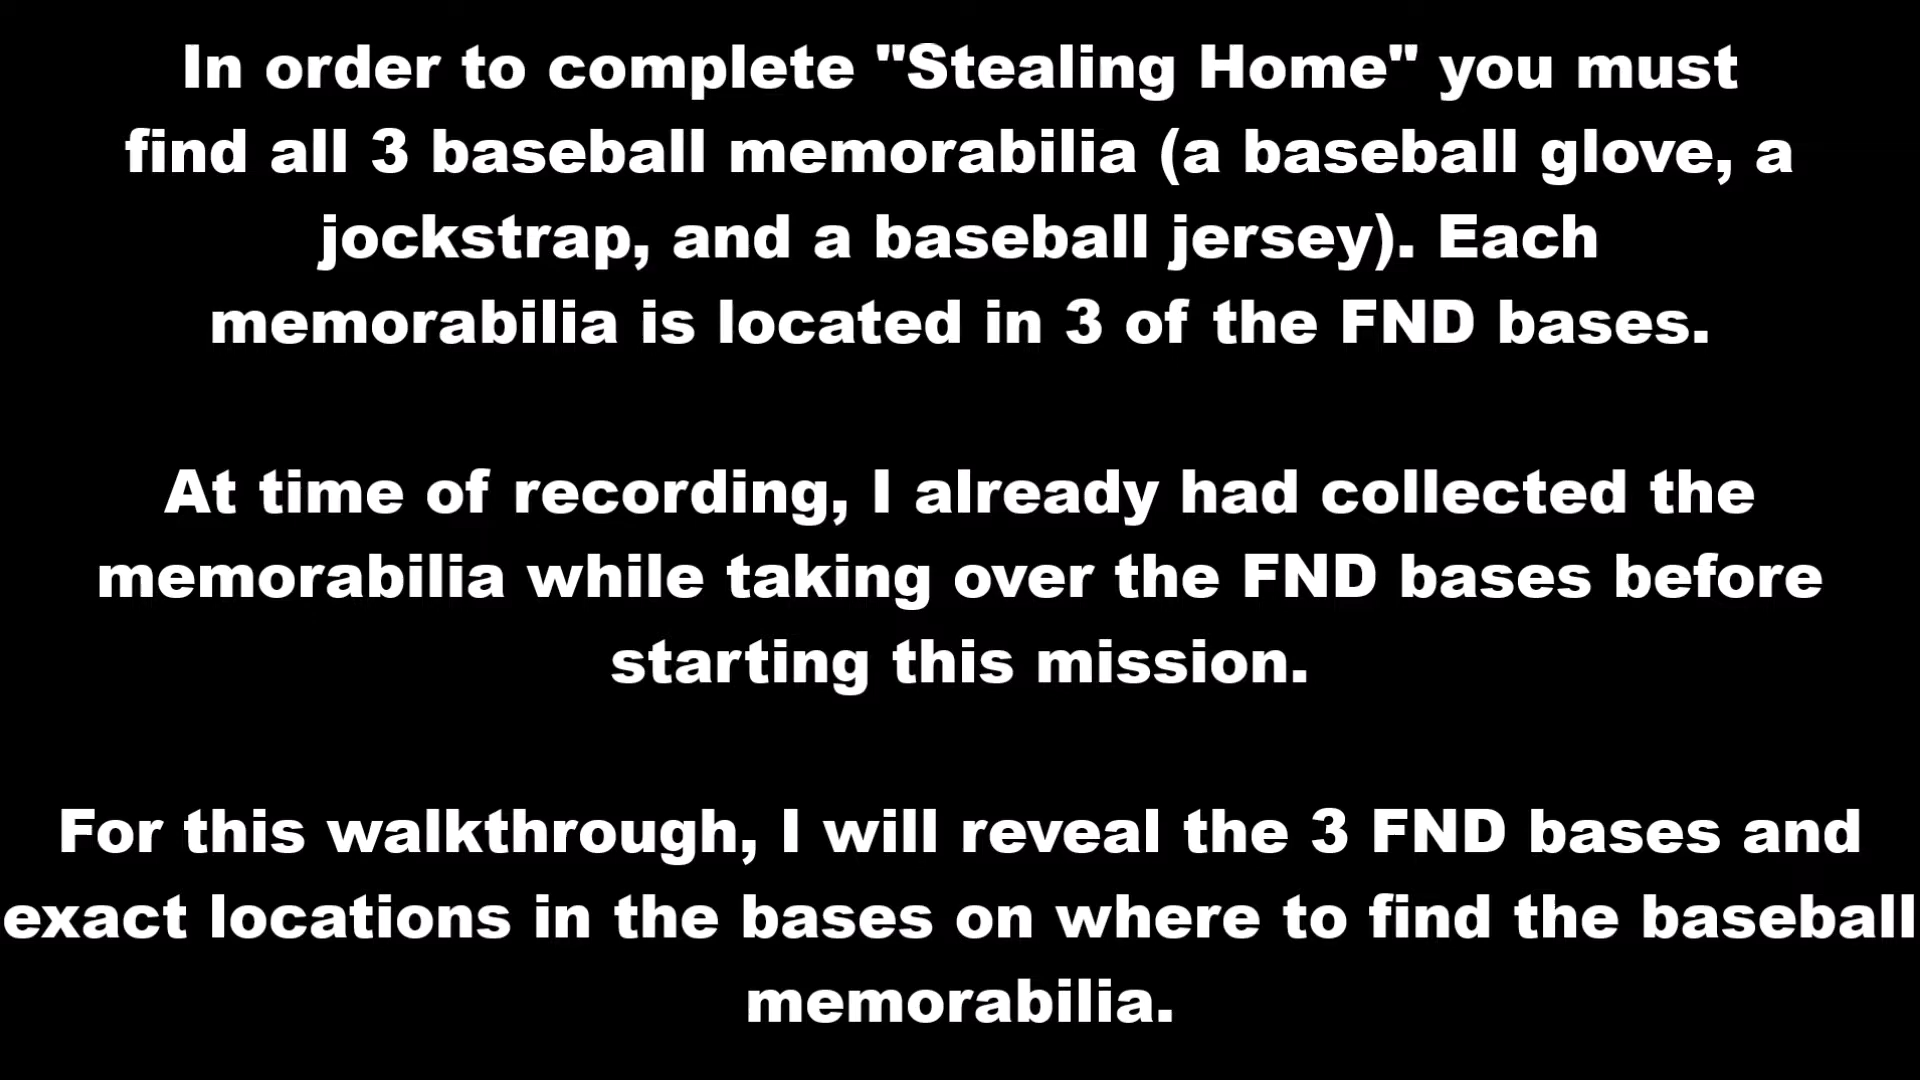 In order to complete "Stealing Home" you must
find all 3 baseball memorabilia (a baseball glove, a
jockstrap, and a baseball jersey). Each
memorabilia is located in 3 of the FND bases.
At time of recording, I already had collected the
memorabilia while taking over the FND bases before
starting this mission.
For this walkthrough, I will reveal the 3 FND bases and
exact locations in the bases on where to find the baseball
memorabilia.